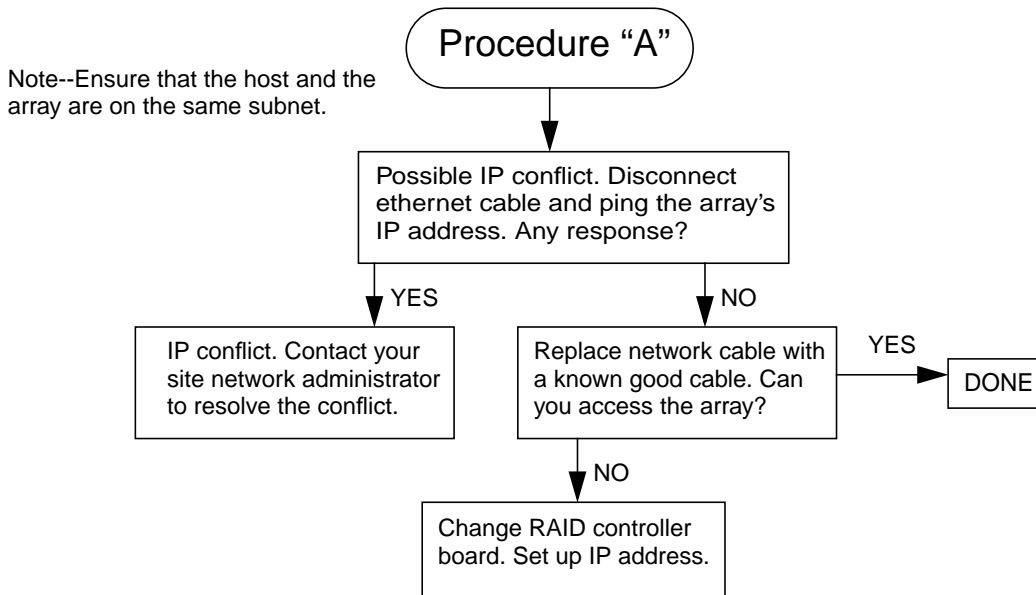 Procedure “A”
Note--Ensure that the host and the
array are on the same subnet.
Possible IP conflict. Disconnect
ethernet cable and ping the array’s
IP address. Any response?
YES
NO
IP conflict. Contact your
site network administrator
to resolve the conflict.
Replace network cable with
a known good cable. Can
you access the array?
YES
DONE
NO
Change RAID controller
board. Set up IP address.